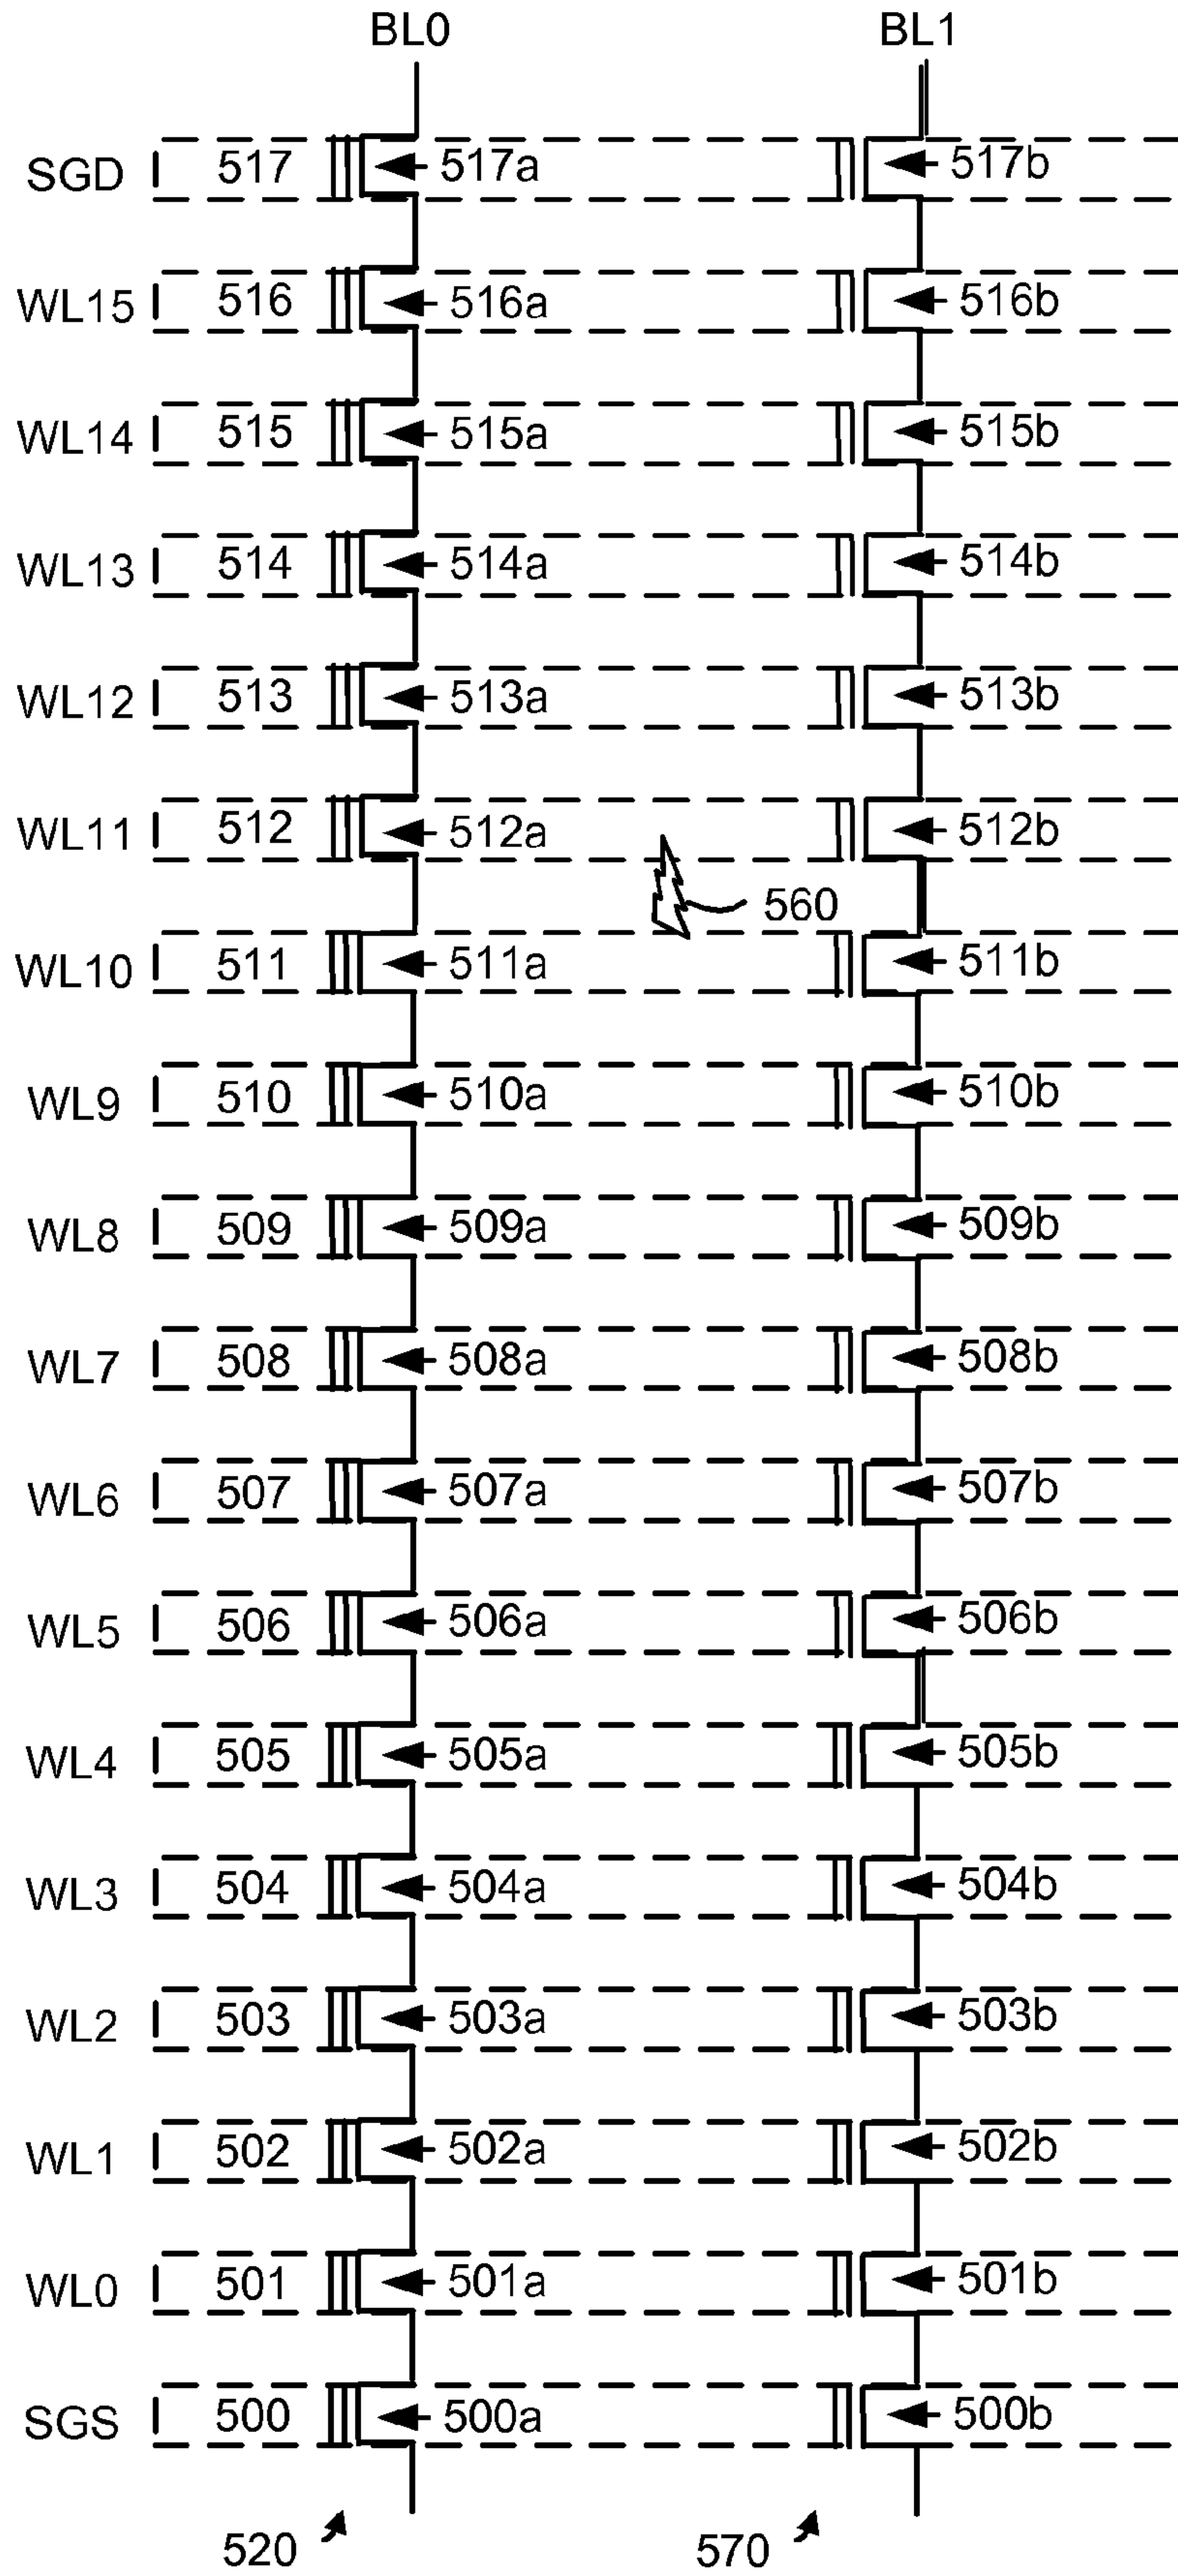 BL0 BL1
SGD 517 517a 517b
WL15 516 516a 516b
WL14 515 515a 515b
WL13 514 514a 514b
WL12 513 513a 513b
WL11 512 512a 512b
560
WL10 511 511a 511b
WL9 510 510a 510b
WL8 509 509a 509b
WL7 508 508a 508b
WL6 507 507a 507b
WL5 506 506a 506b
WL4 505 505a 505b
WL3 504 504a 504b
WL2 503 503a 503b
WL1 502 502a 502b
WL0 501 501a 501b
SGS 500 500a 500b
520 570